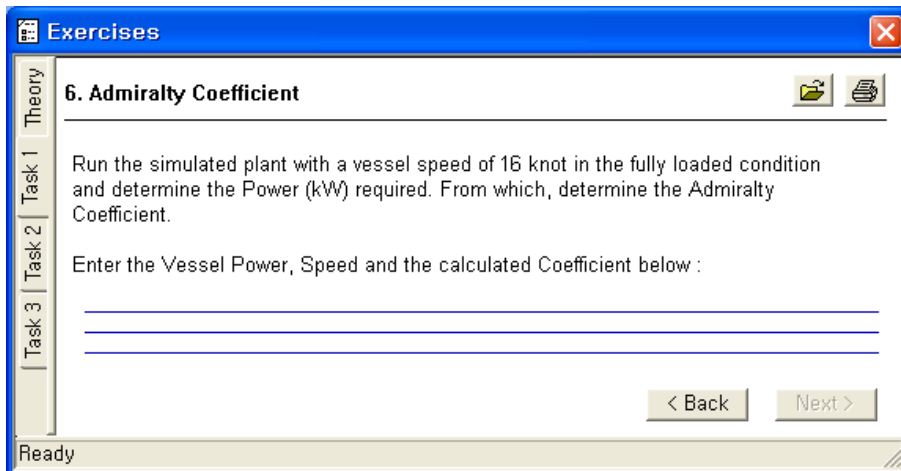 Exercises
Theory
Task 1
Task 2
Task 3
6. Admiralty Coefficient
Run the simulated plant with a vessel speed of 16 knot in the fully loaded condition
and determine the Power (kW) required. From which, determine the Admiralty
Coefficient.
Enter the Vessel Power, Speed and the calculated Coefficient below :
< Back
Next >
Ready